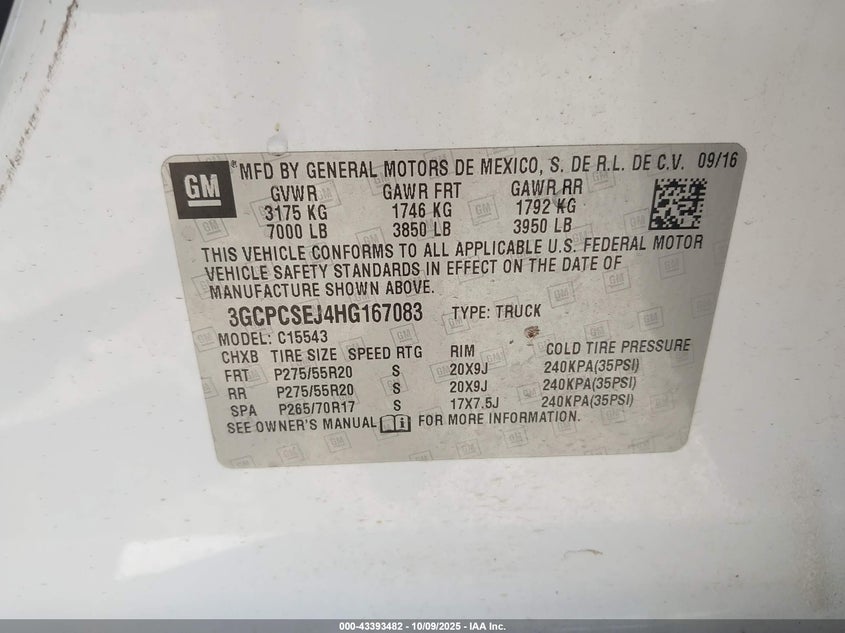 GM
MFD BY GENERAL MOTORS DE MEXICO, S. DE R.L. DE C.V. 09/16
GVWR GAWR FRT GAWR RR
3175 KG 1746 KG 1792 KG
7000 LB 3850 LB 3950 LB
THIS VEHICLE CONFORMS TO ALL APPLICABLE U.S. FEDERAL MOTOR
VEHICLE SAFETY STANDARDS IN EFFECT ON THE DATE OF
MANUFACTURE SHOWN ABOVE.
3GCPCSEJ4HG167083 TYPE: TRUCK
MODEL: C15543
CHXB TIRE SIZE SPEED RTG RIM COLD TIRE PRESSURE
FRT P275/55R20 S 20X9J 240KPA(35PSI)
RR P275/55R20 S 20X9J 240KPA(35PSI)
SPA P265/70R17 S 17X7.5J 240KPA(35PSI)
SEE OWNER'S MANUAL FOR MORE INFORMATION.
000-43393482 - 10/09/2025 - IAA Inc.